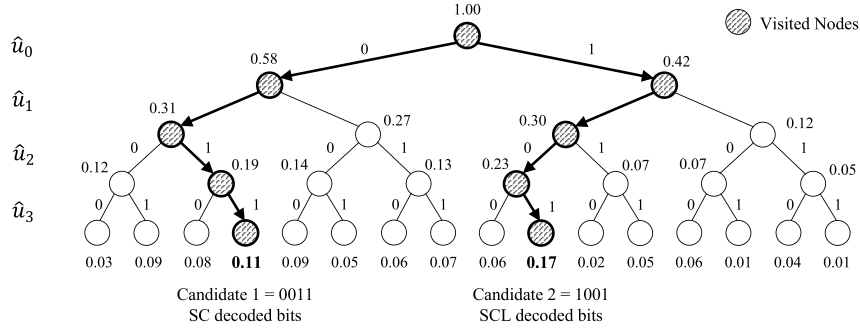 1.00
Visited Nodes
û₀
0 1
0.58 0.42
û₁
0.31 0.27 0.30 0.12
û₂
0 1 0 1 0 1 0 1
0.12 0.19 0.14 0.13 0.23 0.07 0.07 0.05
û₃
0 1 0 1 0 1 0 1 0 1 0 1 0 1 0 1
0.03 0.09 0.08 0.11 0.09 0.05 0.06 0.07 0.06 0.17 0.02 0.05 0.06 0.01 0.04 0.01
Candidate 1 = 0011
SC decoded bits
Candidate 2 = 1001
SCL decoded bits